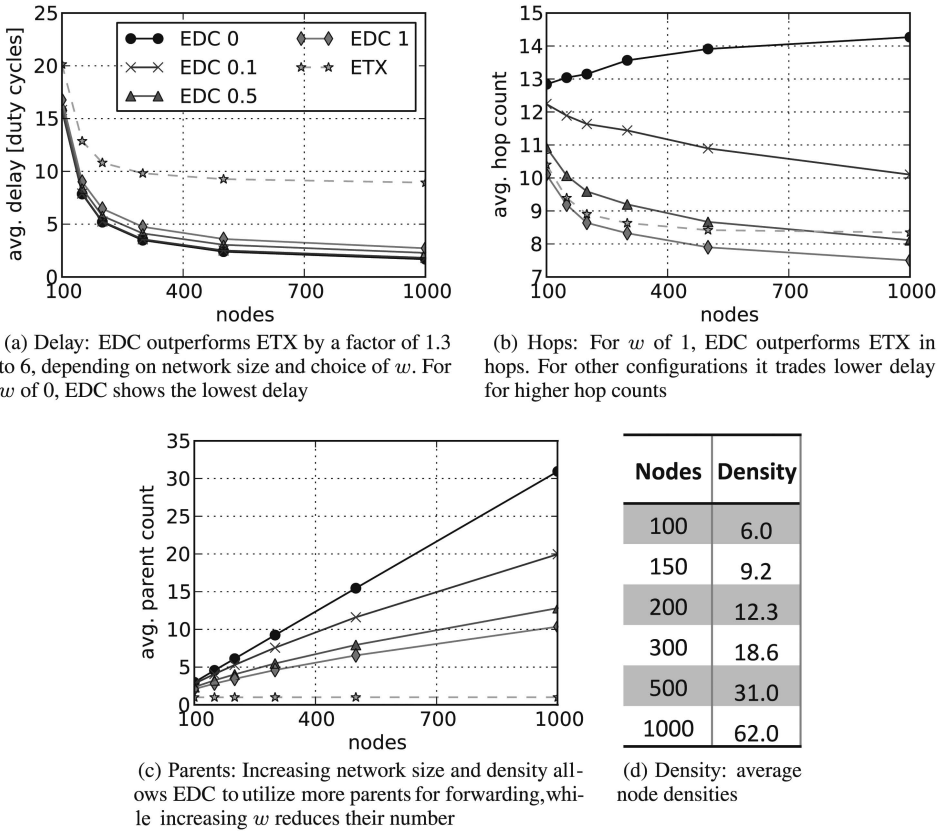 avg. delay [duty cycles]
25
20
15
10
5
0
EDC 0
EDC 0.1
EDC 0.5
EDC 1
ETX
100
400
700
1000
nodes
avg. hop count
15
14
13
12
11
10
9
8
7
100
400
700
1000
nodes
(a) Delay: EDC outperforms ETX by a factor of 1.3
to 6, depending on network size and choice of w. For
w of 0, EDC shows the lowest delay
(b) Hops: For w of 1, EDC outperforms ETX in
hops. For other configurations it trades lower delay
for higher hop counts
avg. parent count
35
30
25
20
15
10
5
0
100
400
700
1000
nodes
Nodes Density
100 6.0
150 9.2
200 12.3
300 18.6
500 31.0
1000 62.0
(c) Parents: Increasing network size and density all-
ows EDC to utilize more parents for forwarding,whi-
le increasing w reduces their number
(d) Density: average
node densities